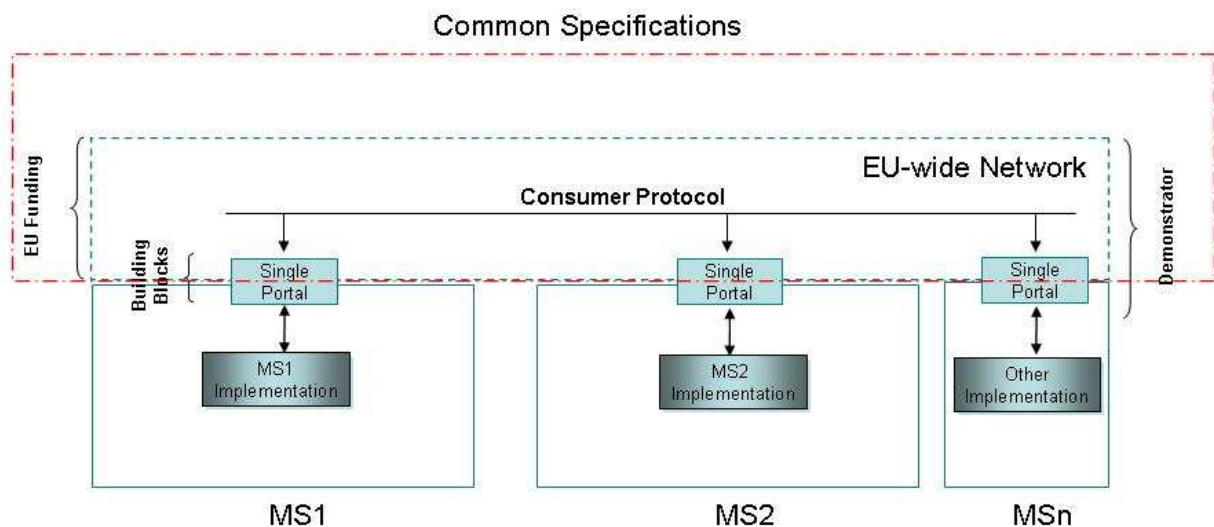 Common Specifications
EU-wide Network
Consumer Protocol
EU Funding
Building
Blocks
Demonstrator
Single
Portal
Single
Portal
Single
Portal
MS1
Implementation
MS2
Implementation
Other
Implementation
MS1
MS2
MSn